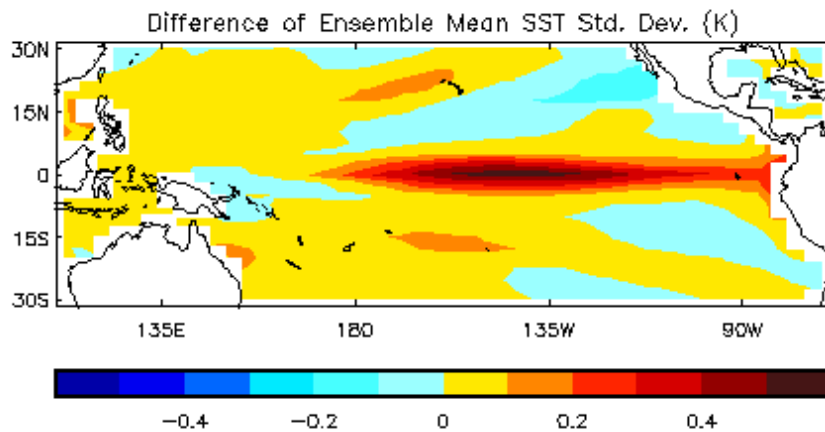 Difference of Ensemble Mean SST Std. Dev. (K)
30N
15N
0
15S
30S
135E 180 135W 90W
-0.4 -0.2 0 0.2 0.4